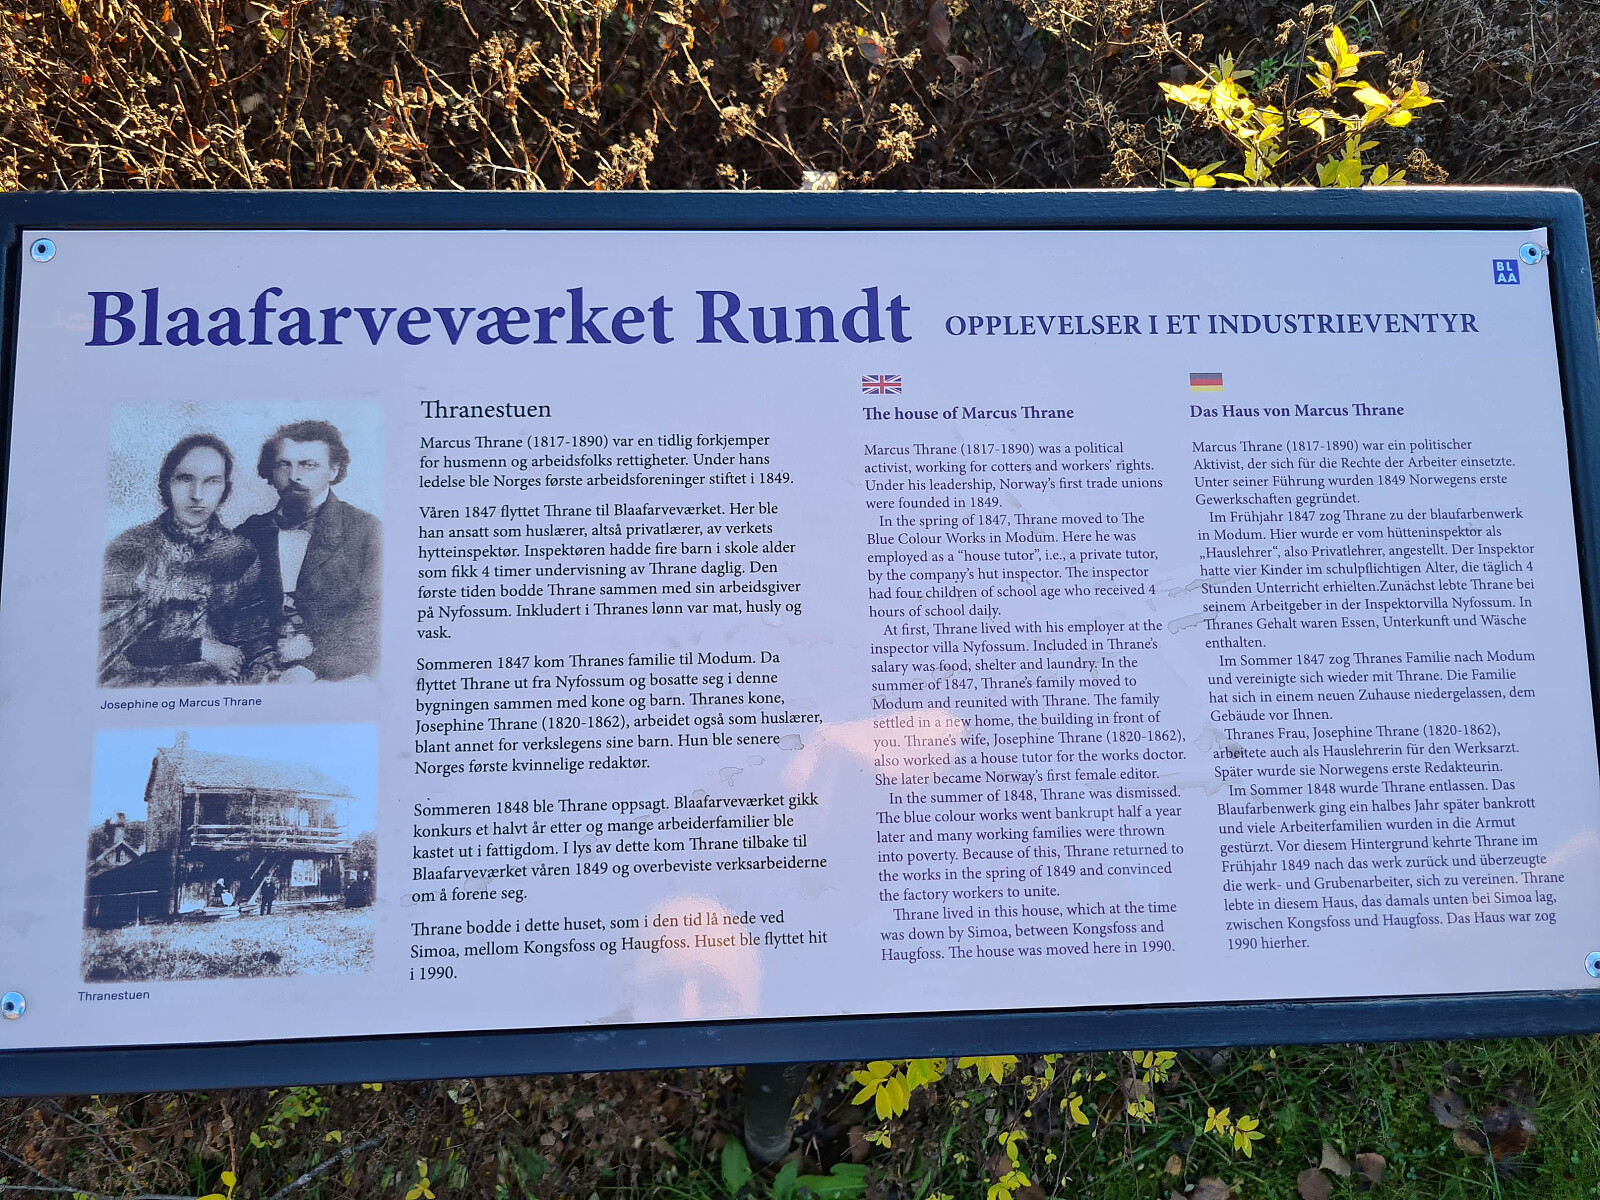 BL
AA
Blaafarveværket Rundt OPPLEVELSER I ET INDUSTRIEVENTYR
Josephine og Marcus Thrane
Thranestuen
Thranestuen
Marcus Thrane (1817-1890) var en tidlig forkjemper
for husmenn og arbeidsfolks rettigheter. Under hans
ledelse ble Norges første arbeidsforeninger stiftet i 1849.
Våren 1847 flyttet Thrane til Blaafarveværket. Her ble
han ansatt som huslærer, altså privatlærer, av verkets
hytteinspektør. Inspektøren hadde fire barn i skole alder
som fikk 4 timer undervisning av Thrane daglig. Den
første tiden bodde Thrane sammen med sin arbeidsgiver
på Nyfossum. Inkludert i Thranes lønn var mat, husly og
vask.
Sommeren 1847 kom Thranes familie til Modum. Da
flyttet Thrane ut fra Nyfossum og bosatte seg i denne
bygningen sammen med kone og barn. Thranes kone,
Josephine Thrane (1820-1862), arbeidet også som huslærer,
blant annet for verkslegens sine barn. Hun ble senere
Norges første kvinnelige redaktør.
Sommeren 1848 ble Thrane oppsagt. Blaafarveværket gikk
konkurs et halvt år etter og mange arbeiderfamilier ble
kastet ut i fattigdom. I lys av dette kom Thrane tilbake til
Blaafarveværket våren 1849 og overbeviste verksarbeiderne
om å forene seg.
Thrane bodde i dette huset, som i den tid lå nede ved
Simoa, mellom Kongsfoss og Haugfoss. Huset ble flyttet hit
i 1990.
The house of Marcus Thrane
Marcus Thrane (1817-1890) was a political
activist, working for cotters and workers' rights.
Under his leadership, Norway's first trade unions
were founded in 1849.
In the spring of 1847, Thrane moved to The
Blue Colour Works in Modum. Here he was
employed as a "house tutor", i.e., a private tutor,
by the company's hut inspector. The inspector
had four children of school age who received 4
hours of school daily.
At first, Thrane lived with his employer at the
inspector villa Nyfossum. Included in Thrane's
salary was food, shelter and laundry. In the
summer of 1847, Thrane's family moved to
Modum and reunited with Thrane. The family
settled in a new home, the building in front of
you. Thrane's wife, Josephine Thrane (1820-1862),
also worked as a house tutor for the works doctor.
She later became Norway's first female editor.
In the summer of 1848, Thrane was dismissed.
The blue colour works went bankrupt half a year
later and many working families were thrown
into poverty. Because of this, Thrane returned to
the works in the spring of 1849 and convinced
the factory workers to unite.
Thrane lived in this house, which at the time
was down by Simoa, between Kongsfoss and
Haugfoss. The house was moved here in 1990.
Das Haus von Marcus Thrane
Marcus Thrane (1817-1890) war ein politischer
Aktivist, der sich für die Rechte der Arbeiter einsetzte.
Unter seiner Führung wurden 1849 Norwegens erste
Gewerkschaften gegründet.
Im Frühjahr 1847 zog Thrane zu der blaufarbenwerk
in Modum. Hier wurde er vom hütteninspektor als
„Hauslehrer“, also Privatlehrer, angestellt. Der Inspektor
hatte vier Kinder im schulpflichtigen Alter, die täglich 4
Stunden Unterricht erhielten.Zunächst lebte Thrane bei
seinem Arbeitgeber in der Inspektorvilla Nyfossum. In
Thranes Gehalt waren Essen, Unterkunft und Wäsche
enthalten.
Im Sommer 1847 zog Thranes Familie nach Modum
und vereinigte sich wieder mit Thrane. Die Familie
hat sich in einem neuen Zuhause niedergelassen, dem
Gebäude vor Ihnen.
Thranes Frau, Josephine Thrane (1820-1862),
arbeitete auch als Hauslehrerin für den Werksarzt.
Später wurde sie Norwegens erste Redakteurin.
Im Sommer 1848 wurde Thrane entlassen. Das
Blaufarbenwerk ging ein halbes Jahr später bankrott
und viele Arbeiterfamilien wurden in die Armut
gestürzt. Vor diesem Hintergrund kehrte Thrane im
Frühjahr 1849 nach das werk zurück und überzeugte
die werk- und Grubenarbeiter, sich zu vereinen. Thrane
lebte in diesem Haus, das damals unten bei Simoa lag,
zwischen Kongsfoss und Haugfoss. Das Haus war zog
1990 hierher.